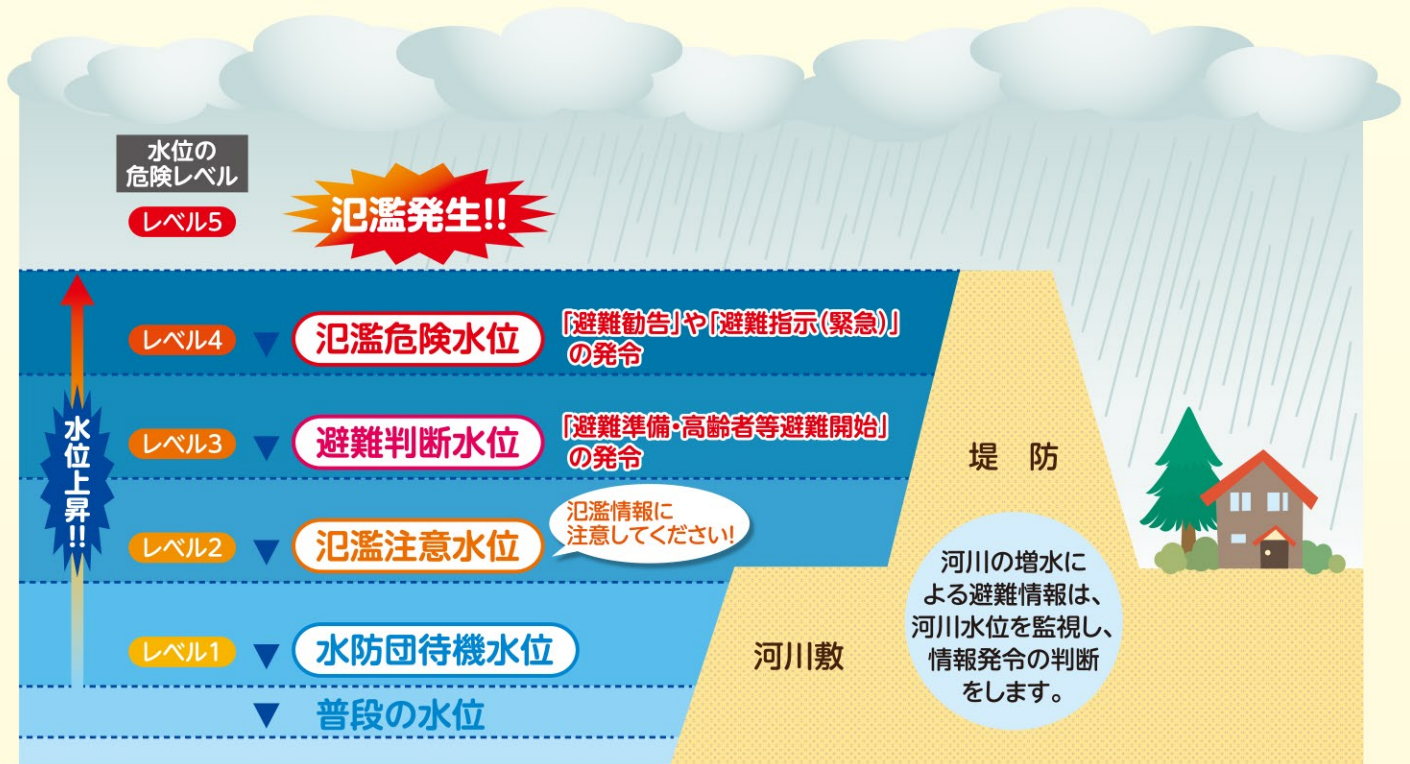 水位の
危険レベル
レベル5
氾濫発生!!
レベル4
氾濫危険水位
「避難勧告」や「避難指示(緊急)」
の発令
レベル3
避難判断水位
「避難準備・高齢者等避難開始」
の発令
水位上昇!!
レベル2
氾濫注意水位
氾濫情報に
注意してください!
レベル1
水防団待機水位
普段の水位
堤 防
河川敷
河川の増水に
よる避難情報は、
河川水位を監視し、
情報発令の判断
をします。